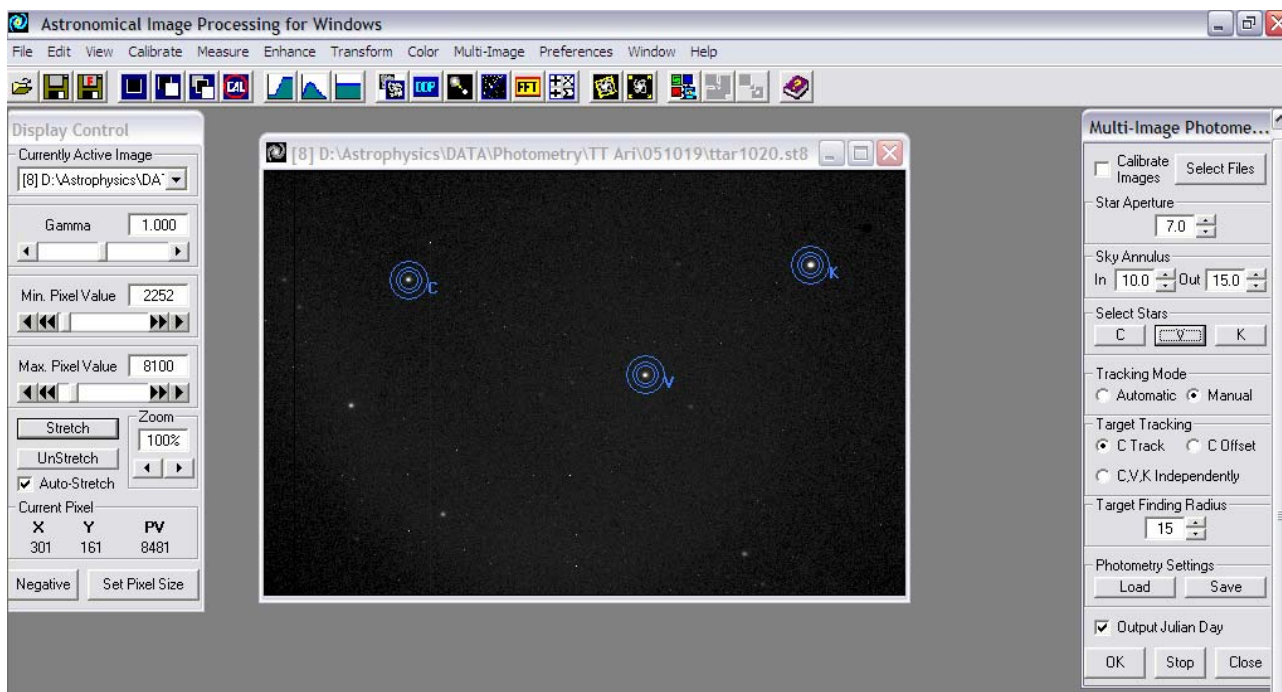 Astronomical Image Processing for Windows
File Edit View Calibrate Measure Enhance Transform Color Multi-Image Preferences Window Help
E CAL DDP FFT
Display Control
Currently Active Image
[8] D:\Astrophysics\DA
Gamma 1.000
Min. Pixel Value 2252
Max. Pixel Value 8100
Stretch
UnStretch
Auto-Stretch
Zoom
100%
Current Pixel
X Y PV
301 161 8481
Negative Set Pixel Size
[8] D:\Astrophysics\DATA\Photometry\TT Ari\051019\ttar1020.st8
C
K
V
Multi-Image Photome...
Calibrate Images
Select Files
Star Aperture
7.0
Sky Annulus
In 10.0 Out 15.0
Select Stars
C V K
Tracking Mode
Automatic Manual
Target Tracking
C Track C Offset
C,V,K Independently
Target Finding Radius
15
Photometry Settings
Load Save
Output Julian Day
OK Stop Close